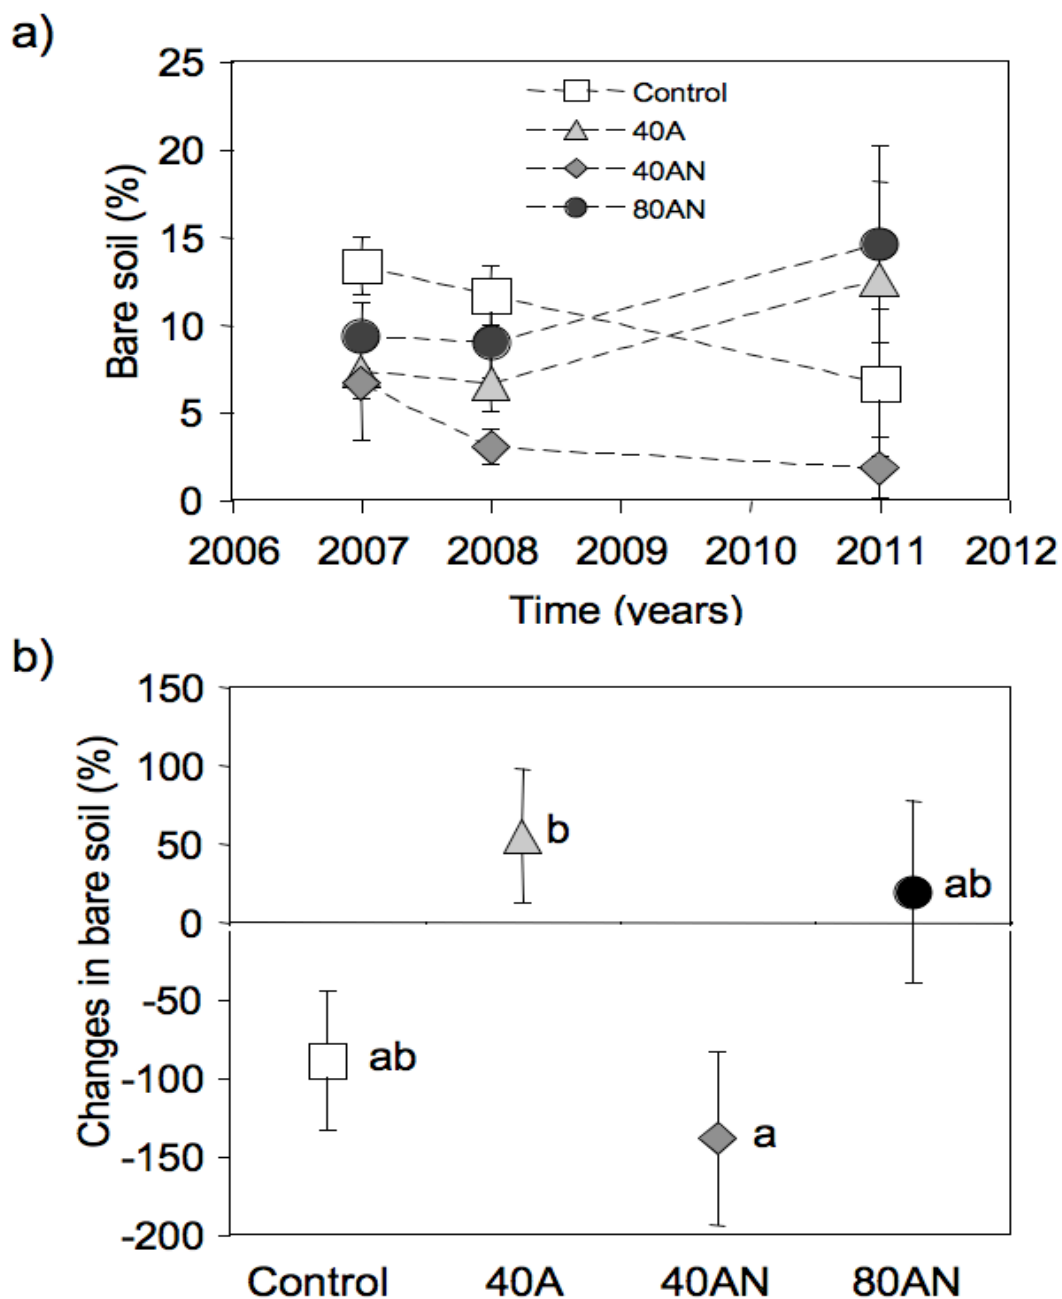 a)
25
20
15
10
5
0
Bare soil (%)
Control
40A
40AN
80AN
2006 2007 2008 2009 2010 2011 2012
Time (years)
b)
150
100
50
0
-50
-100
-150
-200
Changes in bare soil (%)
b
ab
ab
a
Control 40A 40AN 80AN